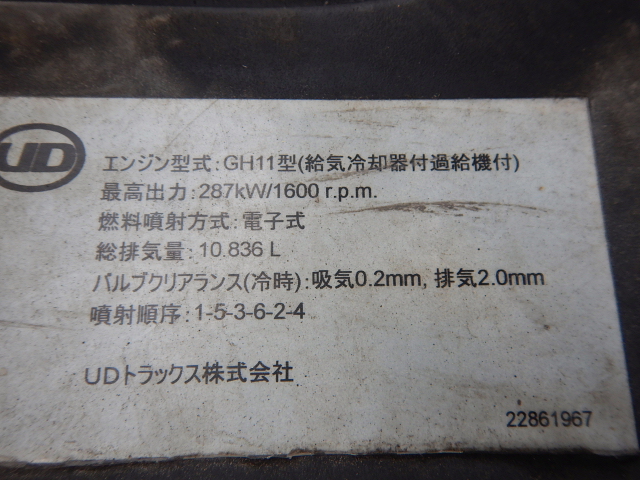 UD
エンジン型式:GH11型(給気冷却器付過給機付)
最高出力:287kW/1600 r.p.m.
燃料噴射方式:電子式
総排気量:10.836 L
バルブクリアランス(冷時):吸気0.2mm, 排気2.0mm
噴射順序:1-5-3-6-2-4
UDトラックス株式会社
22861967